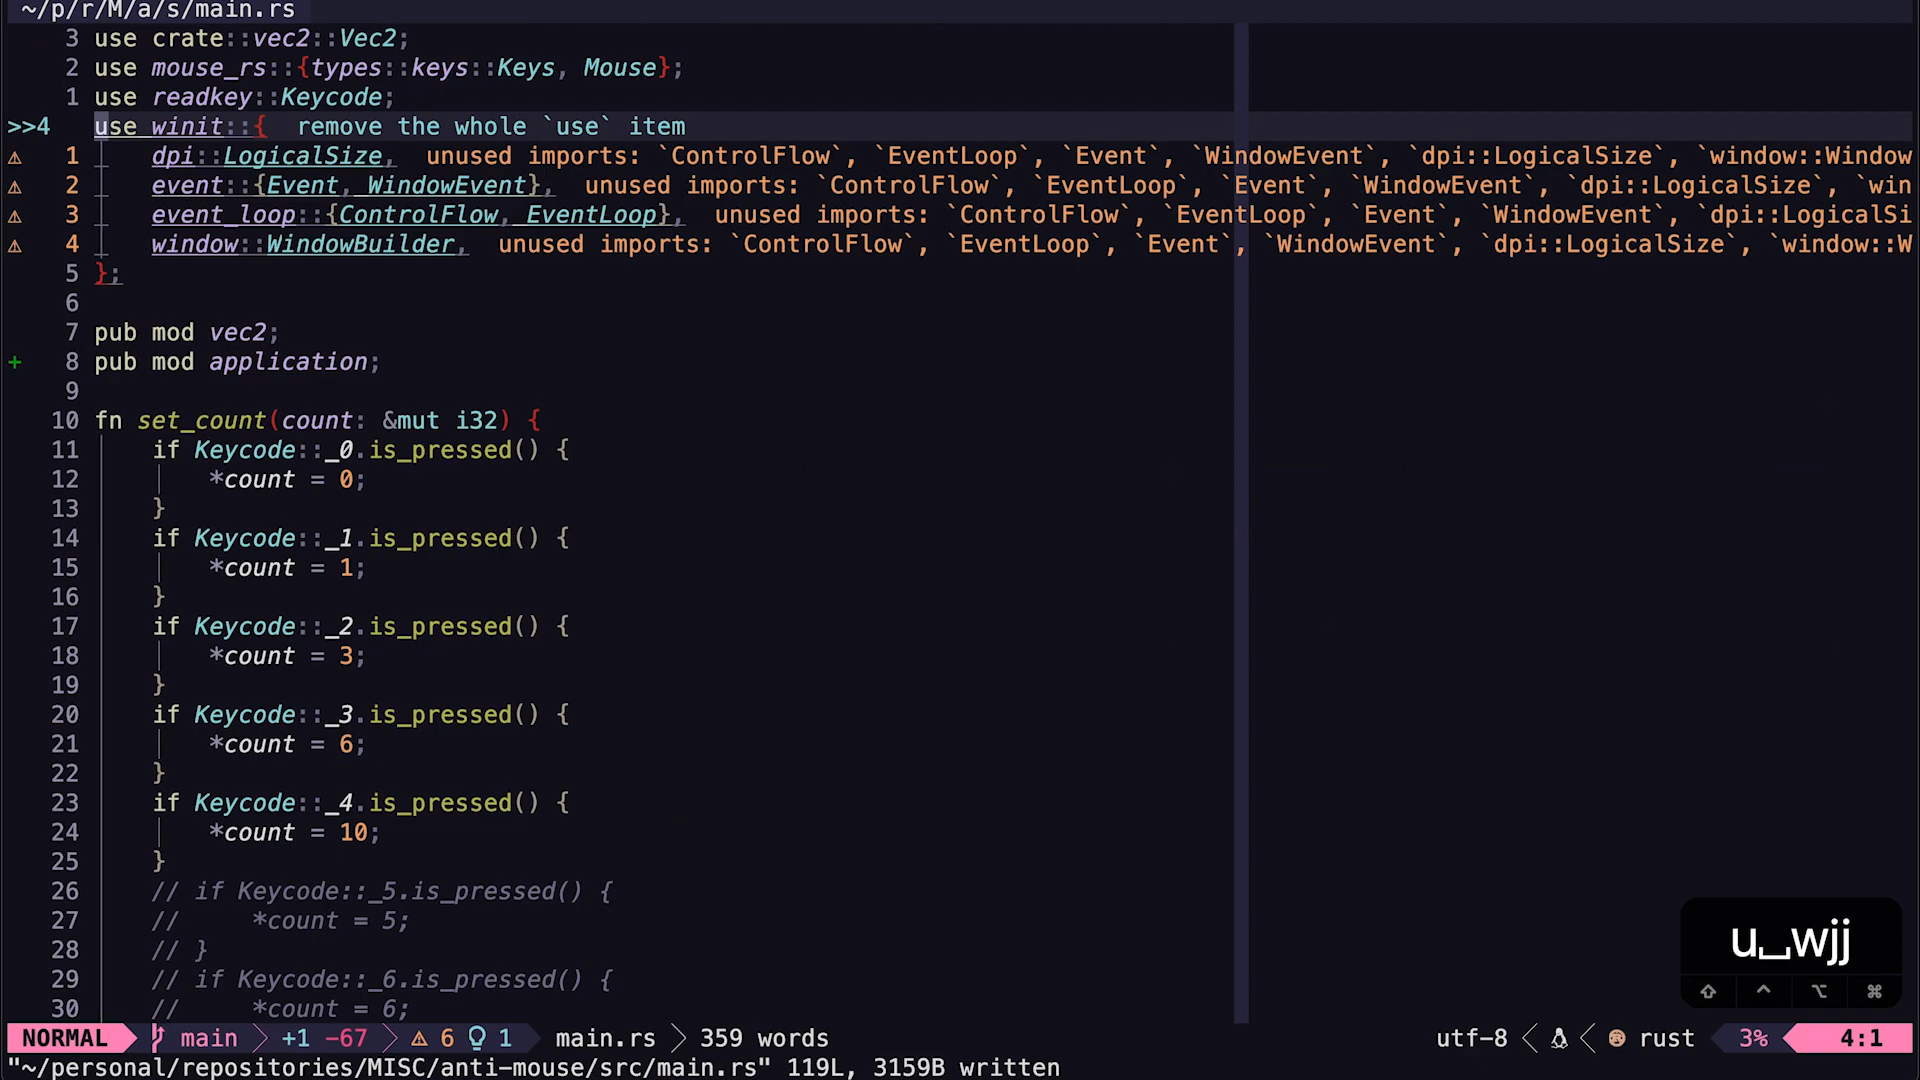 ~/p/r/M/a/s/main.rs
3 use crate::vec2::Vec2;
2 use mouse_rs::{types::keys::Keys, Mouse};
1 use readkey::Keycode;
>>4 use winit::{  remove the whole `use` item
⚠ 1 dpi::LogicalSize,  unused imports: `ControlFlow`, `EventLoop`, `Event`, `WindowEvent`, `dpi::LogicalSize`, `window::Window
⚠ 2 event::{Event, WindowEvent},  unused imports: `ControlFlow`, `EventLoop`, `Event`, `WindowEvent`, `dpi::LogicalSize`, `win
⚠ 3 event_loop::{ControlFlow, EventLoop},  unused imports: `ControlFlow`, `EventLoop`, `Event`, `WindowEvent`, `dpi::LogicalSi
⚠ 4 window::WindowBuilder,  unused imports: `ControlFlow`, `EventLoop`, `Event`, `WindowEvent`, `dpi::LogicalSize`, `window::W
5 };
6
7 pub mod vec2;
+ 8 pub mod application;
9
10 fn set_count(count: &mut i32) {
11 if Keycode::_0.is_pressed() {
12 *count = 0;
13 }
14 if Keycode::_1.is_pressed() {
15 *count = 1;
16 }
17 if Keycode::_2.is_pressed() {
18 *count = 3;
19 }
20 if Keycode::_3.is_pressed() {
21 *count = 6;
22 }
23 if Keycode::_4.is_pressed() {
24 *count = 10;
25 }
26 // if Keycode::_5.is_pressed() {
27 //     *count = 5;
28 // }
29 // if Keycode::_6.is_pressed() {
30 //     *count = 6;
u␣wjj
⇧ ^ ⌥ ⌘
NORMAL main +1 -67 ⚠ 6 1 main.rs 359 words utf-8 rust 3% 4:1
"~/personal/repositories/MISC/anti-mouse/src/main.rs" 119L, 3159B written